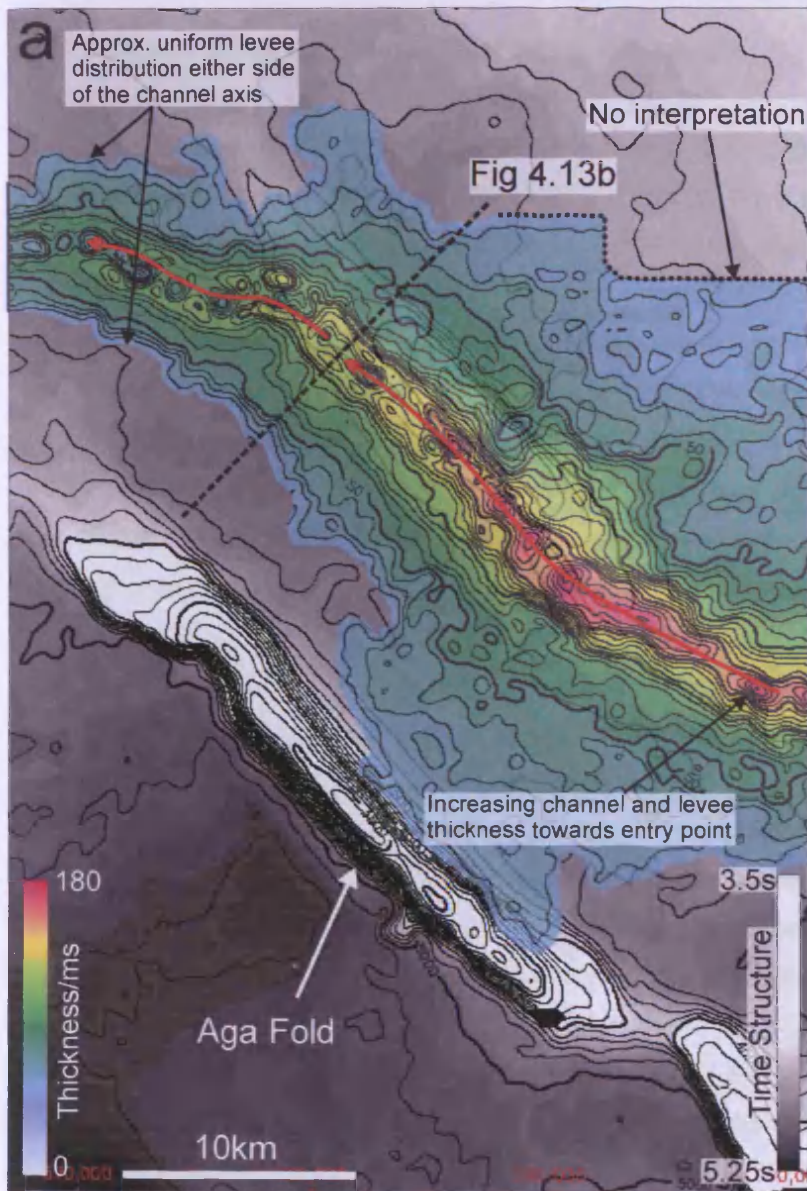 a
Approx. uniform levee
distribution either side
of the channel axis
No interpretation
Fig 4.13b
50
50
Increasing channel and levee
thickness towards entry point
180
Thickness/ms
0
Aga Fold
10km
3.5s
Time Structure
5.25s